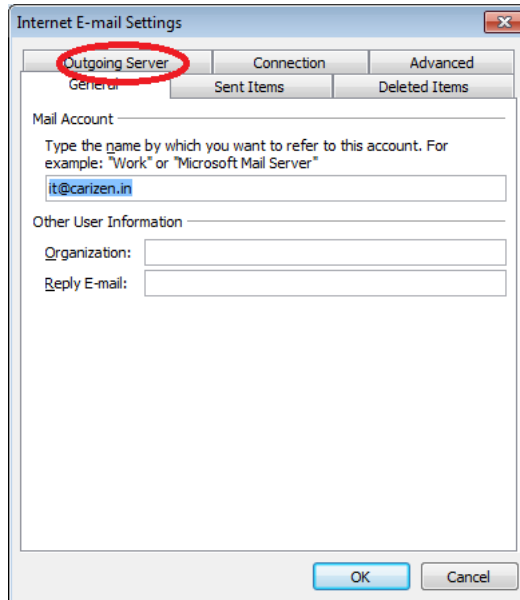 Internet E-mail Settings
Outgoing Server Connection Advanced
General Sent Items Deleted Items
Mail Account
Type the name by which you want to refer to this account. For
example: "Work" or "Microsoft Mail Server"
it@carizen.in
Other User Information
Organization:
Reply E-mail:
OK Cancel